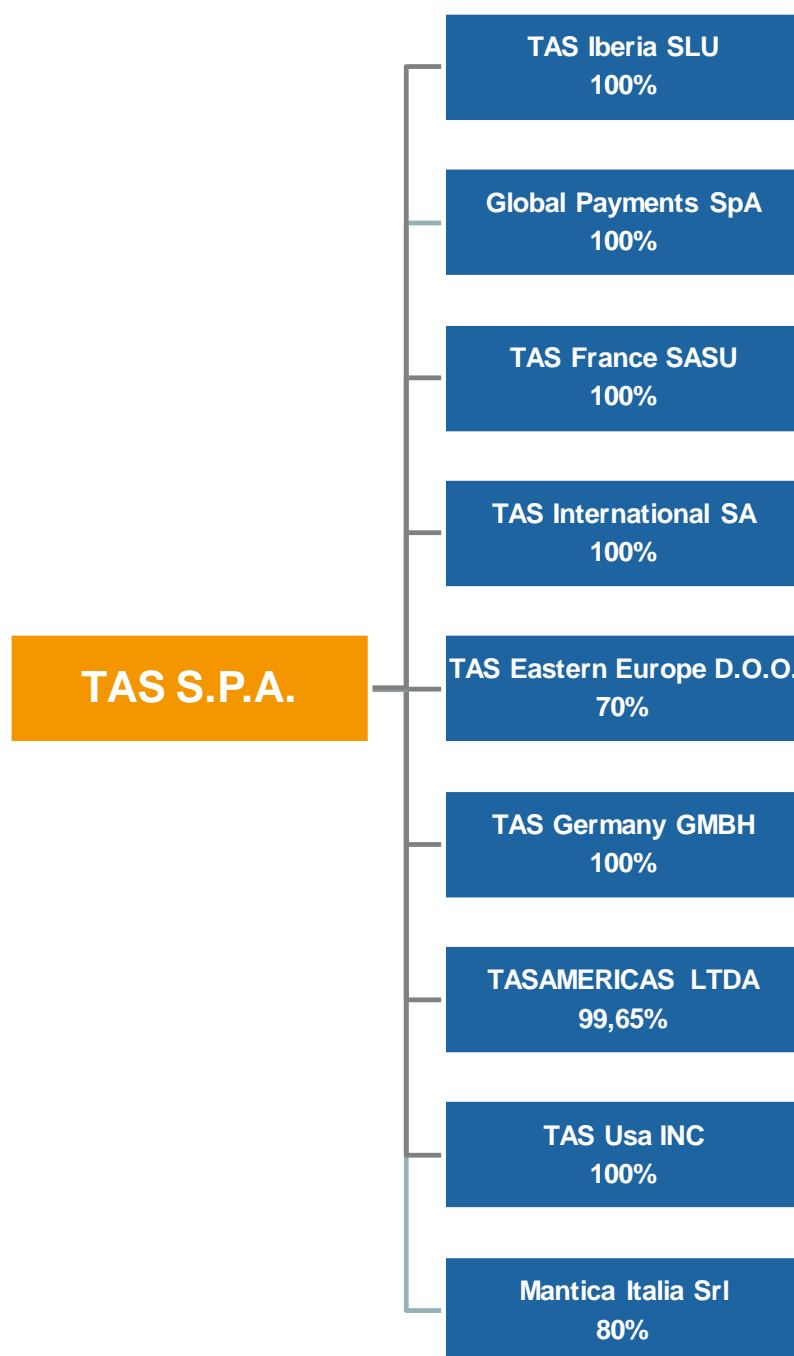 TAS Iberia SLU
100%
Global Payments SpA
100%
TAS France SASU
100%
TAS International SA
100%
TAS S.P.A.
TAS Eastern Europe D.O.O.
70%
TAS Germany GMBH
100%
TASAMERICAS LTDA
99,65%
TAS Usa INC
100%
Mantica Italia Srl
80%